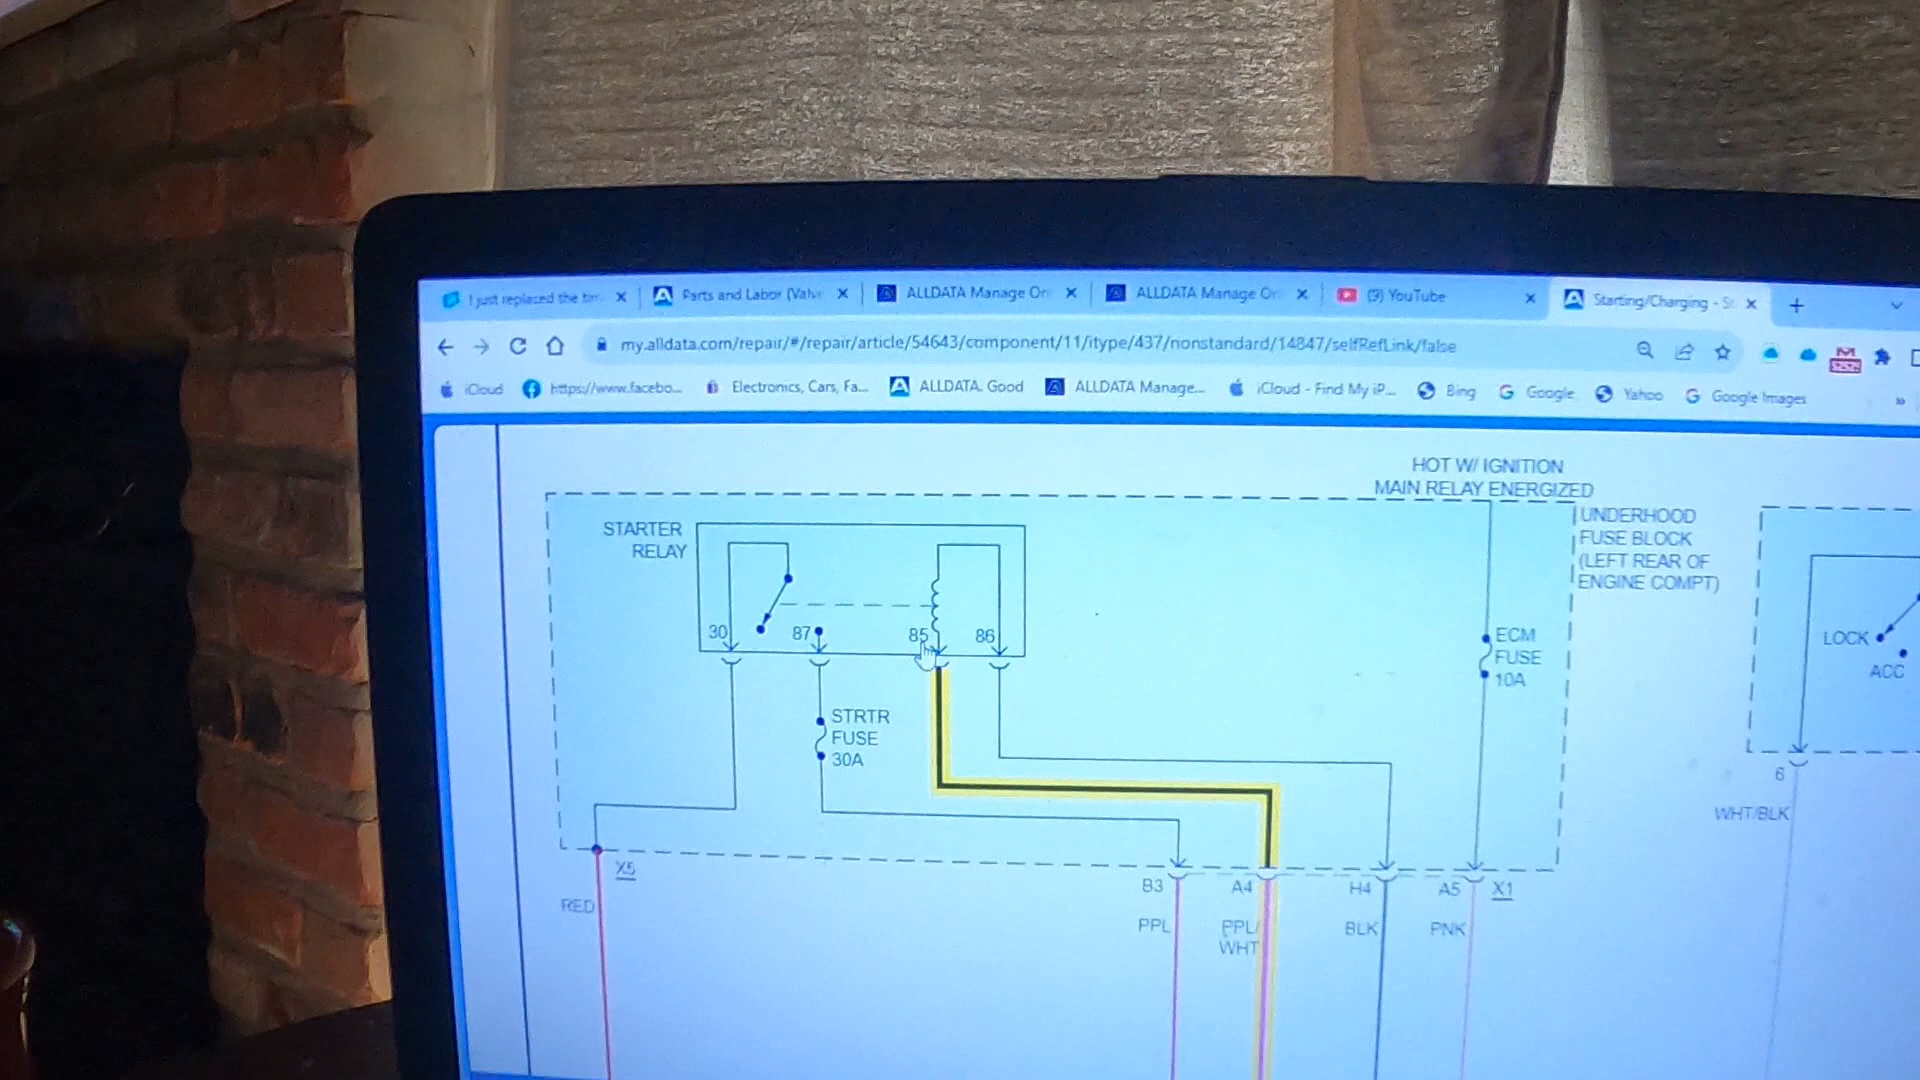 I just replaced the tim
Parts and Labor (Valv
ALLDATA Manage On
ALLDATA Manage On
(9) YouTube
Starting/Charging - S
my.alldata.com/repair/#/repair/article/54643/component/11/itype/437/nonstandard/14847/selfRefLink/false
iCloud
https://www.facebo...
Electronics, Cars, Fa...
ALLDATA. Good
ALLDATA Manage...
iCloud - Find My iP...
Bing
Google
Yahoo
Google Images
»
HOT W/ IGNITION
MAIN RELAY ENERGIZED
STARTER
RELAY
UNDERHOOD
FUSE BLOCK
(LEFT REAR OF
ENGINE COMPT)
30
87
85
86
ECM
FUSE
10A
LOCK
ACC
STRTR
FUSE
30A
6
WHT/BLK
X5
B3
A4
H4
A5
X1
RED
PPL
PPL/
WHT
BLK
PNK